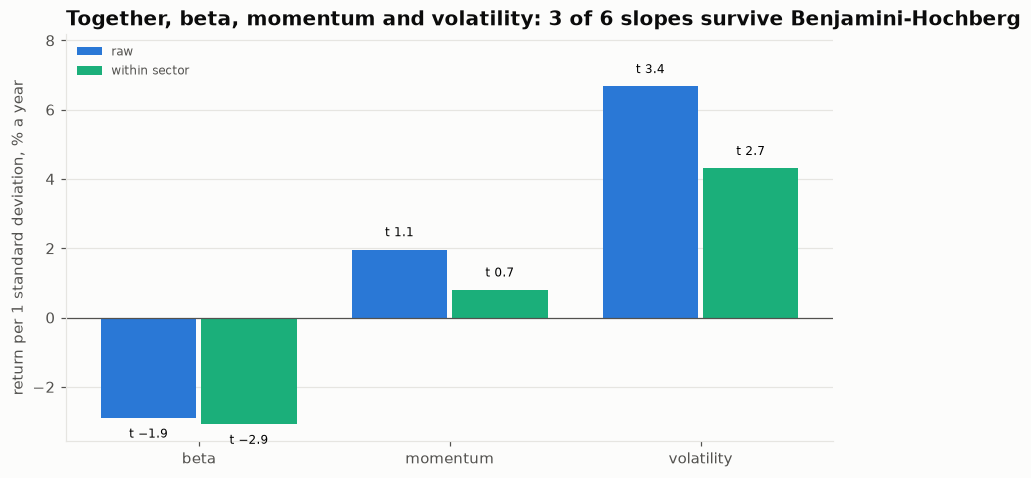 Together, beta, momentum and volatility: 3 of 6 slopes survive Benjamini-Hochberg
raw
within sector
return per 1 standard deviation, % a year
8
6
4
2
0
−2
t −1.9
t −2.9
t 1.1
t 0.7
t 3.4
t 2.7
beta
momentum
volatility